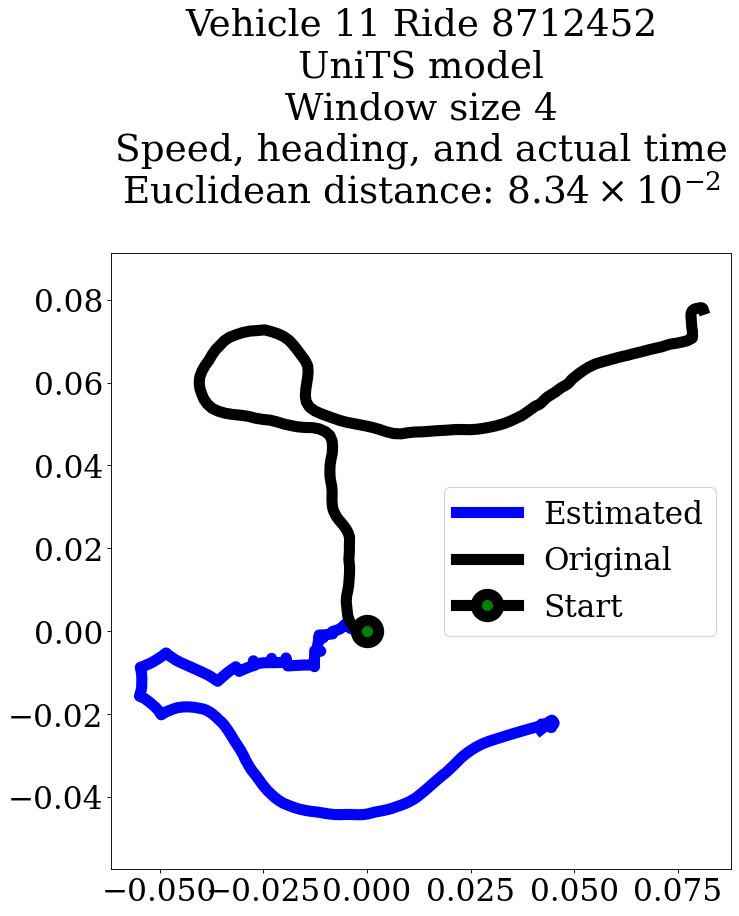 Vehicle 11 Ride 8712452
UniTS model
Window size 4
Speed, heading, and actual time
Euclidean distance: 8.34 × 10⁻²
0.08
0.06
0.04
0.02
0.00
−0.02
−0.04
Estimated
Original
Start
−0.050 −0.025 0.000 0.025 0.050 0.075